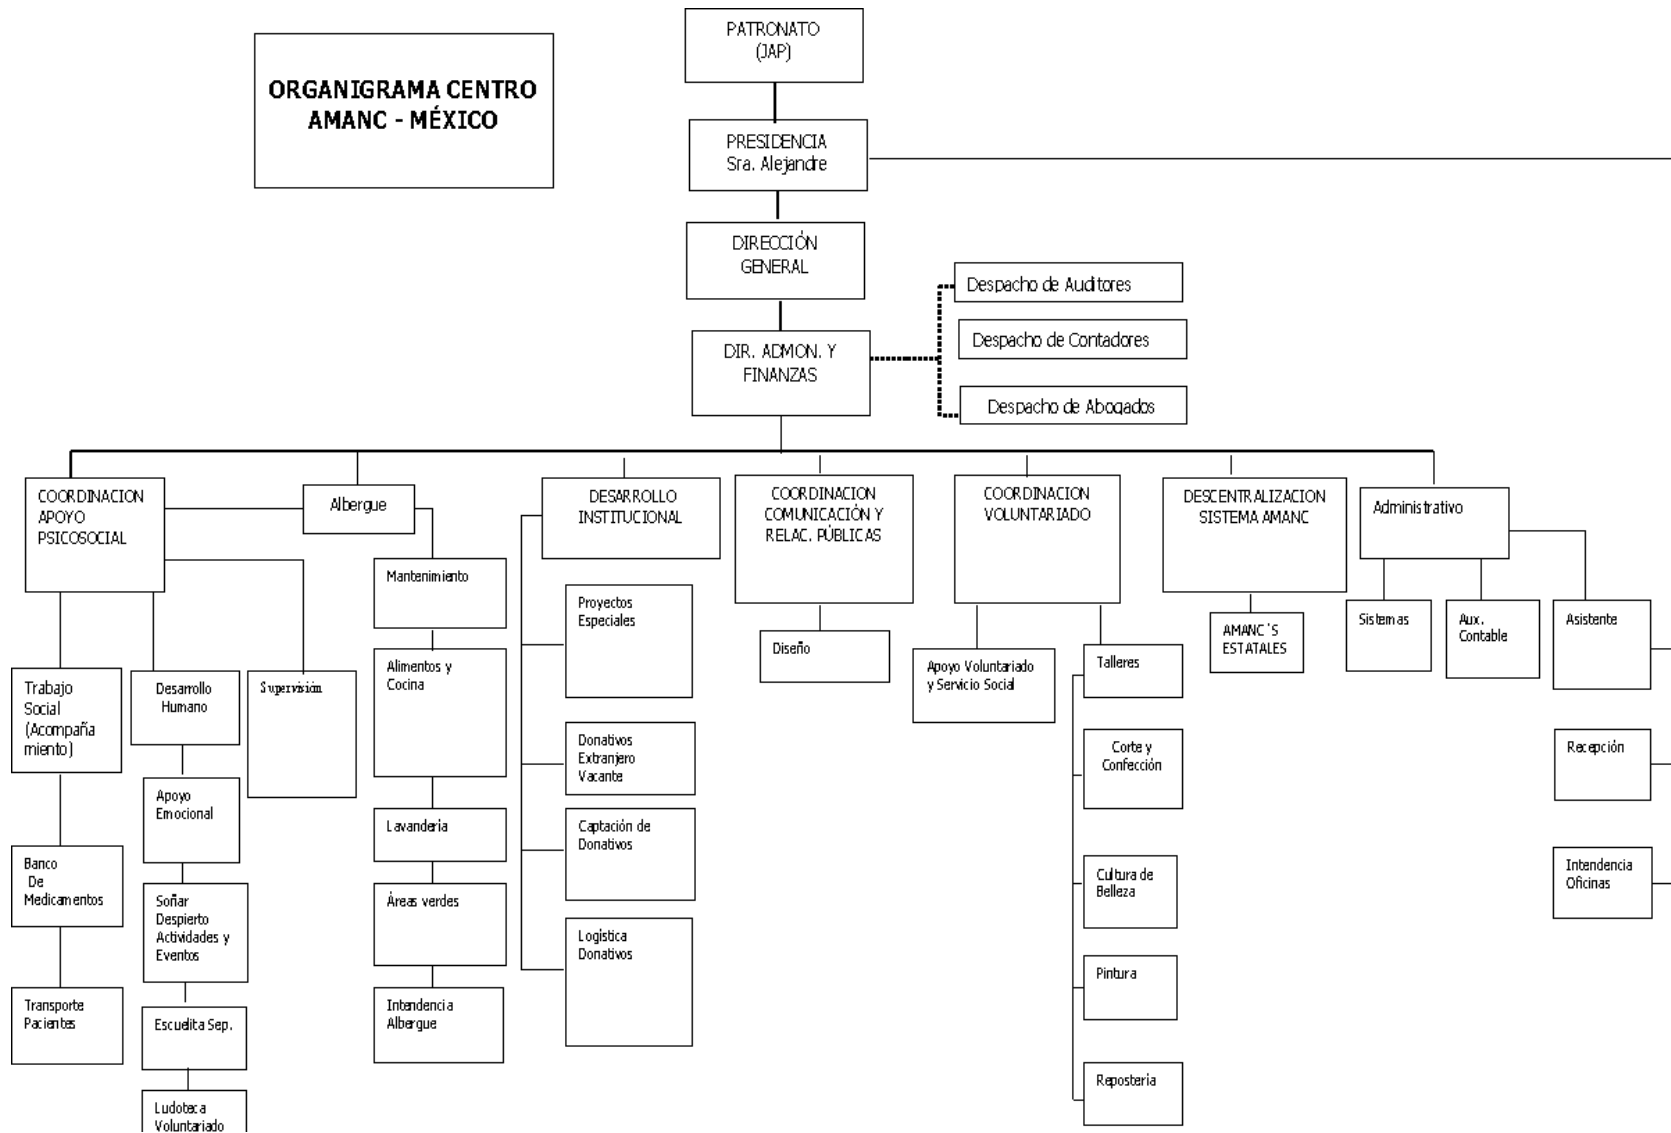 PATRONATO
(JAP)
ORGANIGRAMA CENTRO
AMANC - MÉXICO
PRESIDENCIA
Sra. Alejandre
DIRECCIÓN
GENERAL
DIR. ADMON. Y
FINANZAS
Despacho de Auditores
Despacho de Contadores
Despacho de Abogados
COORDINACION
APOYO
PSICOSOCIAL
Albergue
DESARROLLO
INSTITUCIONAL
COORDINACION
COMUNICACIÓN Y
RELAC. PÚBLICAS
COORDINACION
VOLUNTARIADO
DESCENTRALIZACION
SISTEMA AMANC
Administrativo
Trabajo
Social
(Acompaña
miento)
Banco
De
Medicamentos
Transporte
Pacientes
Desarrollo
Humano
Apoyo
Emocional
Soñar
Despierto
Actividades y
Eventos
Escuelita Sep.
Ludoteca
Voluntariado
Supervisión
Mantenimiento
Alimentos y
Cocina
Lavandería
Áreas verdes
Intendencia
Albergue
Proyectos
Especiales
Donativos
Extranjero
Vacante
Captación de
Donativos
Logistica
Donativos
Diseño
Apoyo Voluntariado
y Servicio Social
Talleres
Corte y
Confección
Cultura de
Belleza
Pintura
Reposteria
AMANC´S
ESTATALES
Sistemas
Aux.
Contable
Asistente
Recepción
Intendencia
Oficinas